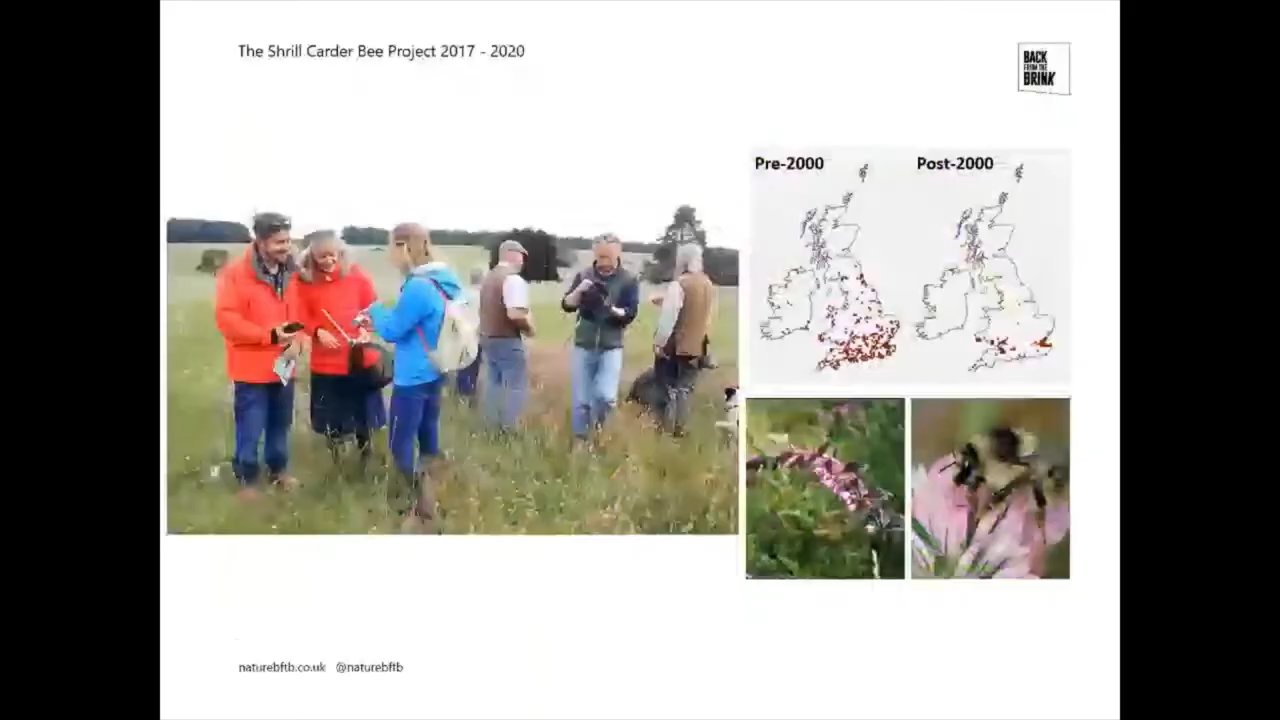 The Shrill Carder Bee Project 2017 - 2020
BACK
FROM THE
BRINK
Pre-2000
Post-2000
naturebftb.co.uk @naturebftb